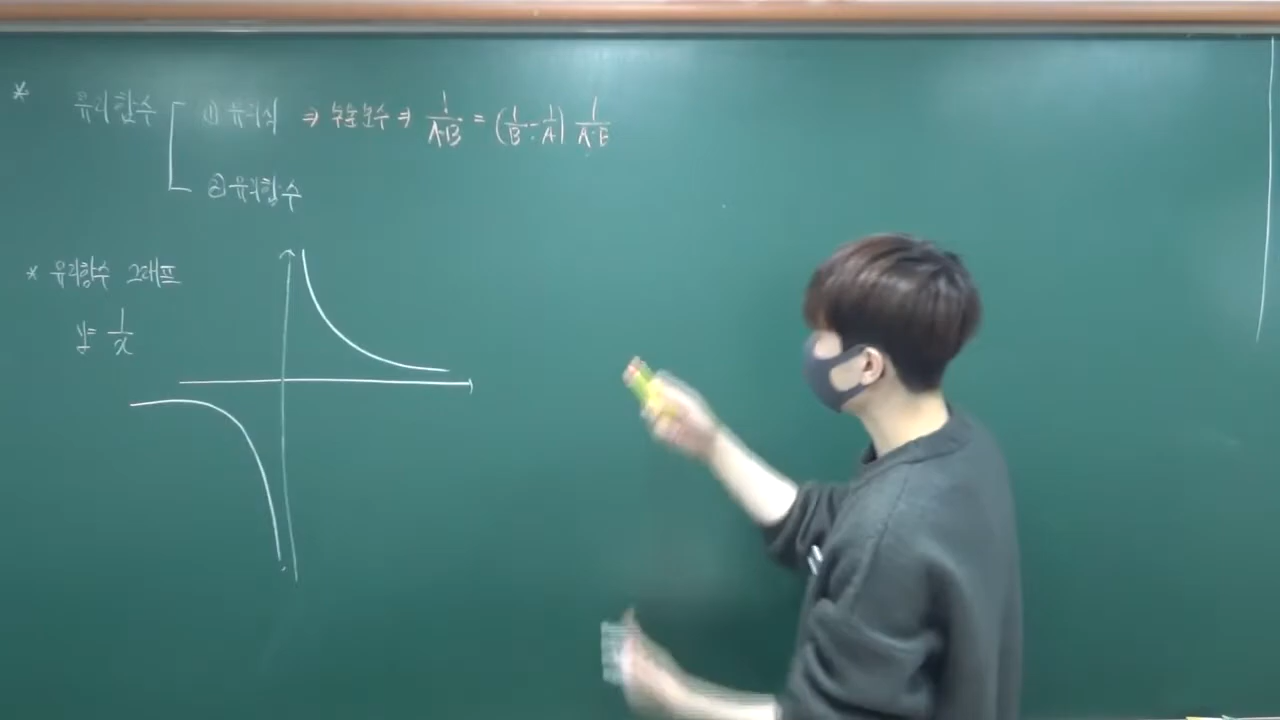 * 유리함수 ① 유리식 ⇒ 부분분수 ⇒ 1/A·B = (1/B - 1/A) 1/A-B
② 유리함수
* 유리함수 그래프
y = 1/x